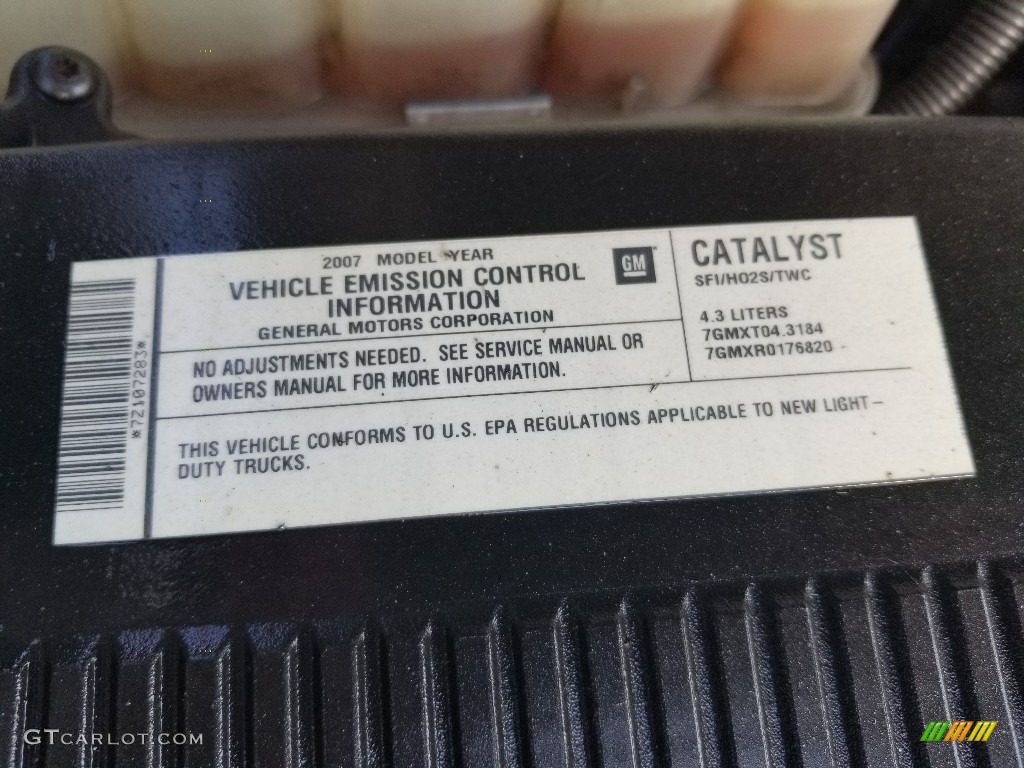 2007 MODEL YEAR
VEHICLE EMISSION CONTROL
INFORMATION
GENERAL MOTORS CORPORATION
GM
NO ADJUSTMENTS NEEDED. SEE SERVICE MANUAL OR
OWNERS MANUAL FOR MORE INFORMATION.
THIS VEHICLE CONFORMS TO U.S. EPA REGULATIONS APPLICABLE TO NEW LIGHT-
DUTY TRUCKS.
CATALYST
SFI/HO2S/TWC
4.3 LITERS
7GMXT04.3184
7GMXR0176820
*7Z107283*
GTCARLOT.COM